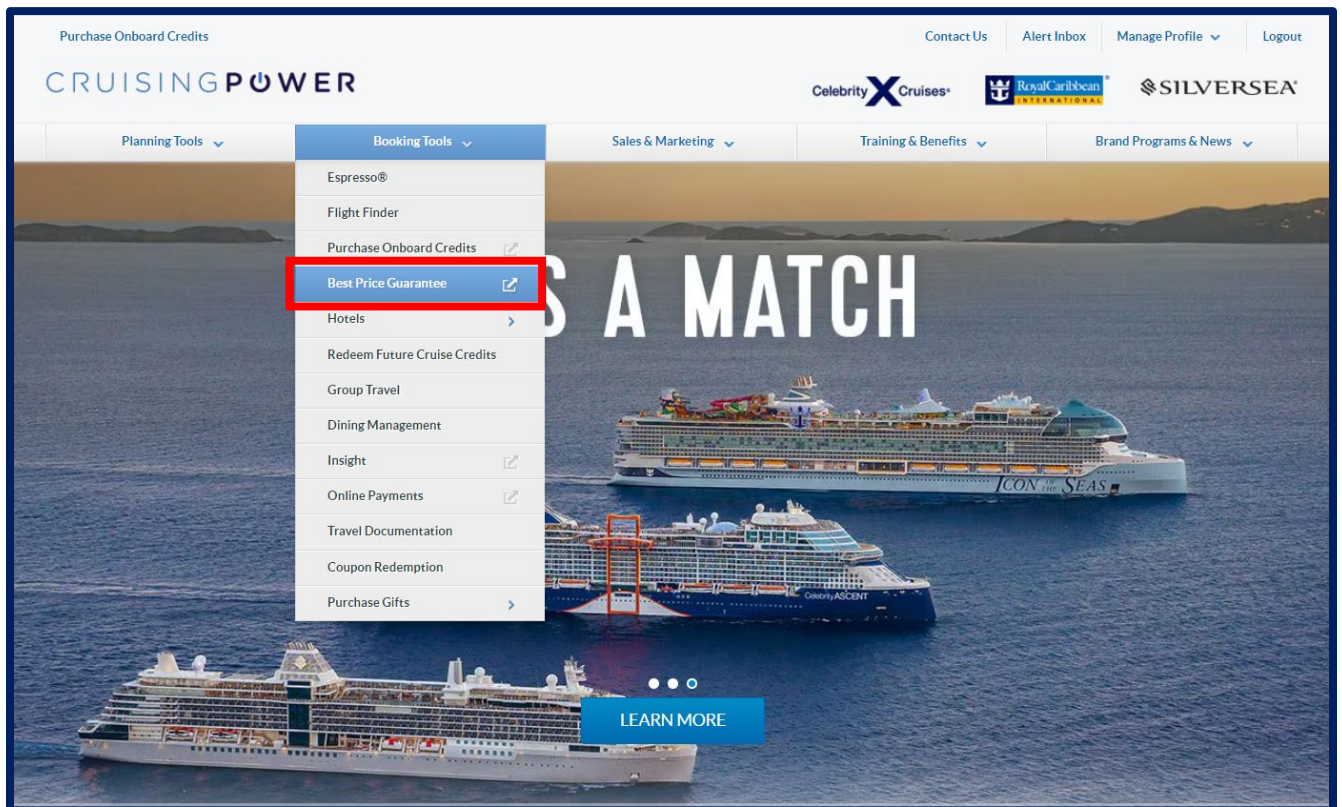 Purchase Onboard Credits
Contact Us
Alert Inbox
Manage Profile
Logout
CRUISINGPOWER
Celebrity X Cruises®
RoyalCaribbean®
INTERNATIONAL
SILVERSEA®
Planning Tools
Booking Tools
Sales & Marketing
Training & Benefits
Brand Programs & News
Espresso®
Flight Finder
Purchase Onboard Credits
Best Price Guarantee
Hotels
Redeem Future Cruise Credits
Group Travel
Dining Management
Insight
Online Payments
Travel Documentation
Coupon Redemption
Purchase Gifts
S A MATCH
ICON OF THE SEAS
Celebrity ASCENT
LEARN MORE